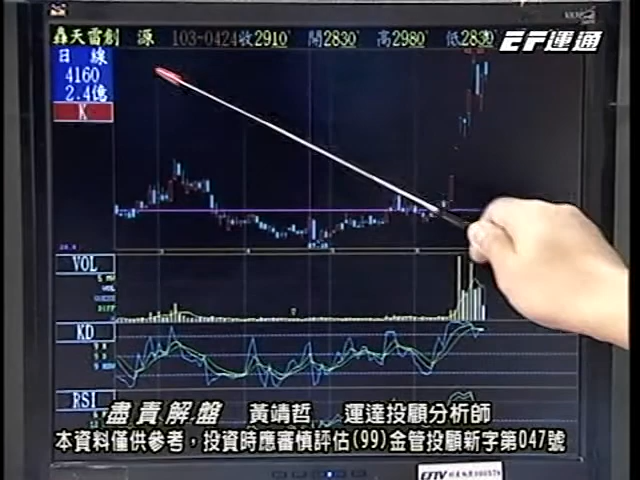 轟天雷創 源 103-0424收2910 開2830 高2980 低2830
EF運通
日 線
4160
2.4億
K
VOL
VOL
DIFF
KD
RSI
盡責解盤 黃靖哲 運達投顧分析師
本資料僅供參考,投資時應審慎評估(99)金管投顧新字第047號